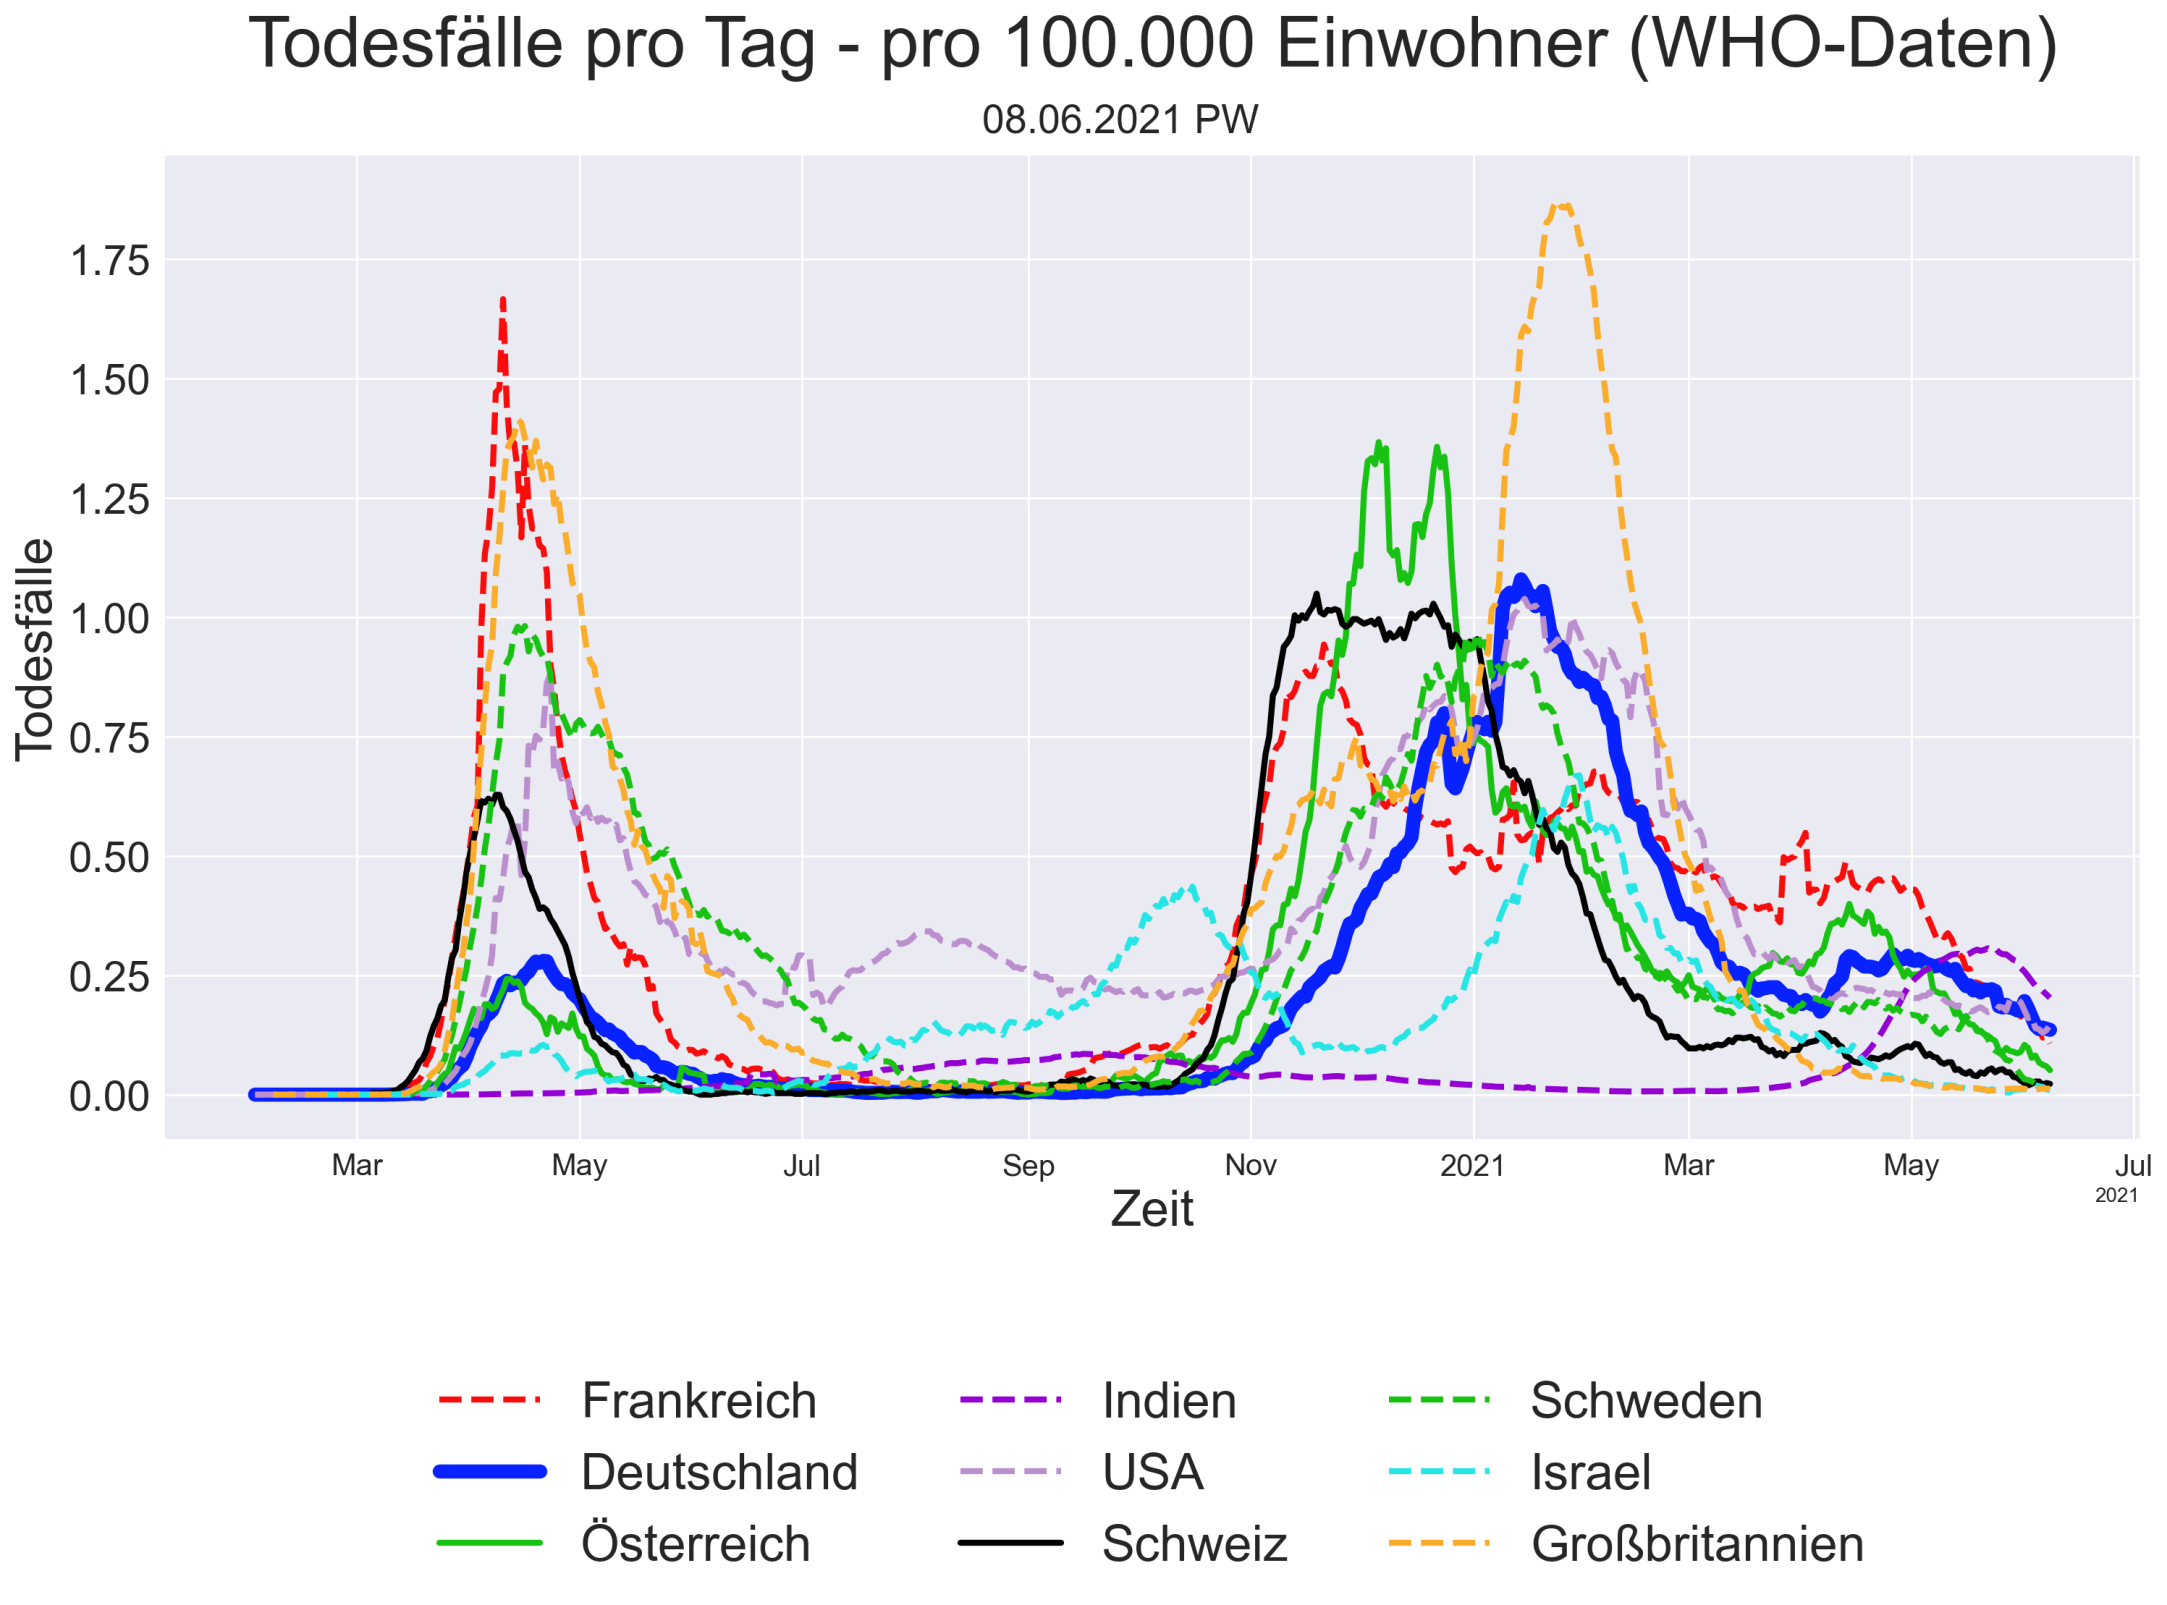 Todesfälle pro Tag - pro 100.000 Einwohner (WHO-Daten)
08.06.2021 PW
Todesfälle
1.75
1.50
1.25
1.00
0.75
0.50
0.25
0.00
Mar May Jul Sep Nov 2021 Mar May Jul
2021
Zeit
Frankreich Indien Schweden
Deutschland USA Israel
Österreich Schweiz Großbritannien